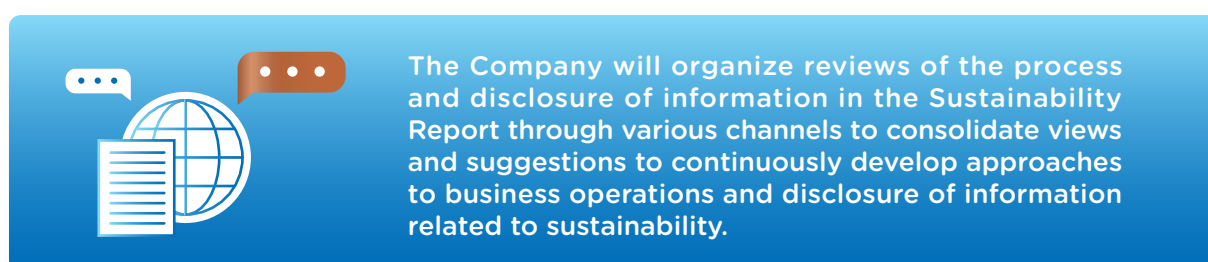 The Company will organize reviews of the process
and disclosure of information in the Sustainability
Report through various channels to consolidate views
and suggestions to continuously develop approaches
to business operations and disclosure of information
related to sustainability.